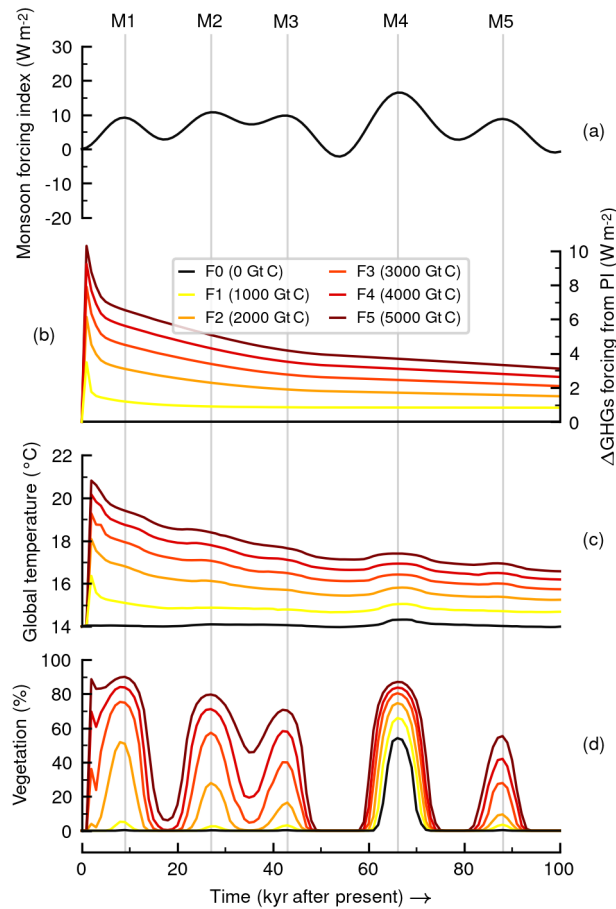 M1 M2 M3 M4 M5
Monsoon forcing index (W m⁻²)
30
20
10
0
-10
-20
(a)
(b)
F0 (0 Gt C) F3 (3000 Gt C)
F1 (1000 Gt C) F4 (4000 Gt C)
F2 (2000 Gt C) F5 (5000 Gt C)
10
8
6
4
2
0
ΔGHGs forcing from PI (W m⁻²)
Global temperature (°C)
22
20
18
16
14
(c)
Vegetation (%)
100
80
60
40
20
0
(d)
0 20 40 60 80 100
Time (kyr after present) →